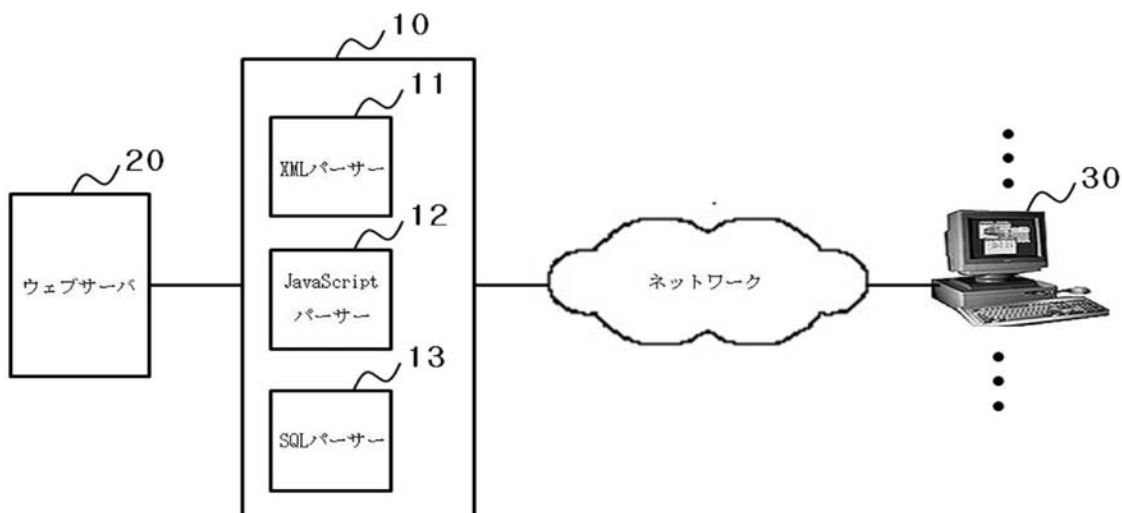 10
11
XMLパーサー
20
ウェブサーバ
12
JavaScript
パーサー
ネットワーク
30
13
SQLパーサー